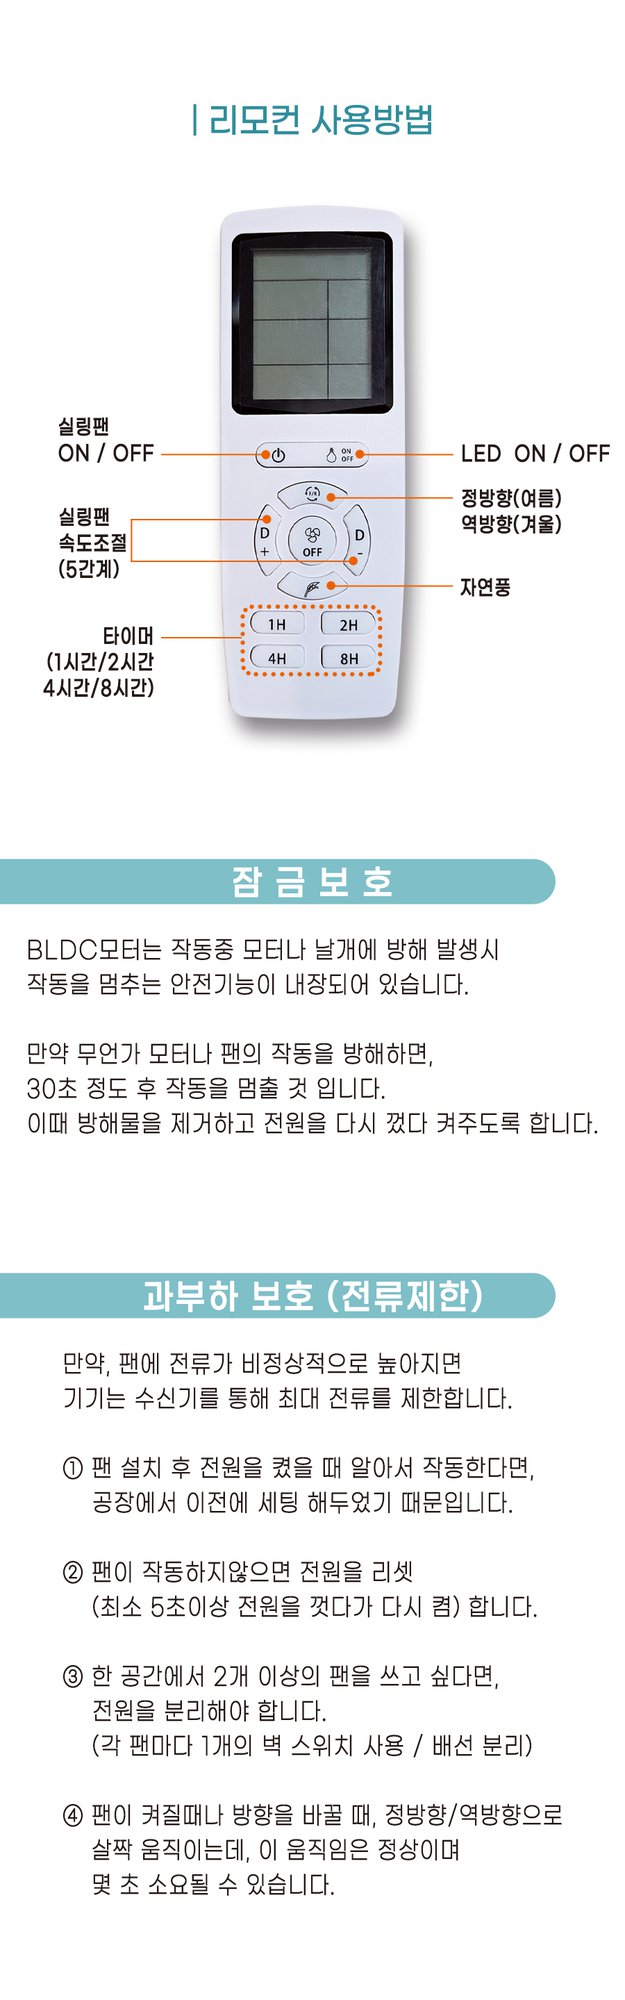 | 리모컨 사용방법
실링팬
ON / OFF
ON
OFF
LED ON / OFF
F/R
정방향(여름)
역방향(겨울)
실링팬
속도조절
(5간계)
D
+
OFF
D
-
자연풍
타이머
(1시간/2시간
4시간/8시간)
1H
2H
4H
8H
잠 금 보 호
BLDC모터는 작동중 모터나 날개에 방해 발생시
작동을 멈추는 안전기능이 내장되어 있습니다.
만약 무언가 모터나 팬의 작동을 방해하면,
30초 정도 후 작동을 멈출 것 입니다.
이때 방해물을 제거하고 전원을 다시 껐다 켜주도록 합니다.
과부하 보호 (전류제한)
만약, 팬에 전류가 비정상적으로 높아지면
기기는 수신기를 통해 최대 전류를 제한합니다.
① 팬 설치 후 전원을 켰을 때 알아서 작동한다면,
공장에서 이전에 세팅 해두었기 때문입니다.
② 팬이 작동하지않으면 전원을 리셋
(최소 5초이상 전원을 껏다가 다시 켬) 합니다.
③ 한 공간에서 2개 이상의 팬을 쓰고 싶다면,
전원을 분리해야 합니다.
(각 팬마다 1개의 벽 스위치 사용 / 배선 분리)
④ 팬이 켜질때나 방향을 바꿀 때, 정방향/역방향으로
살짝 움직이는데, 이 움직임은 정상이며
몇 초 소요될 수 있습니다.